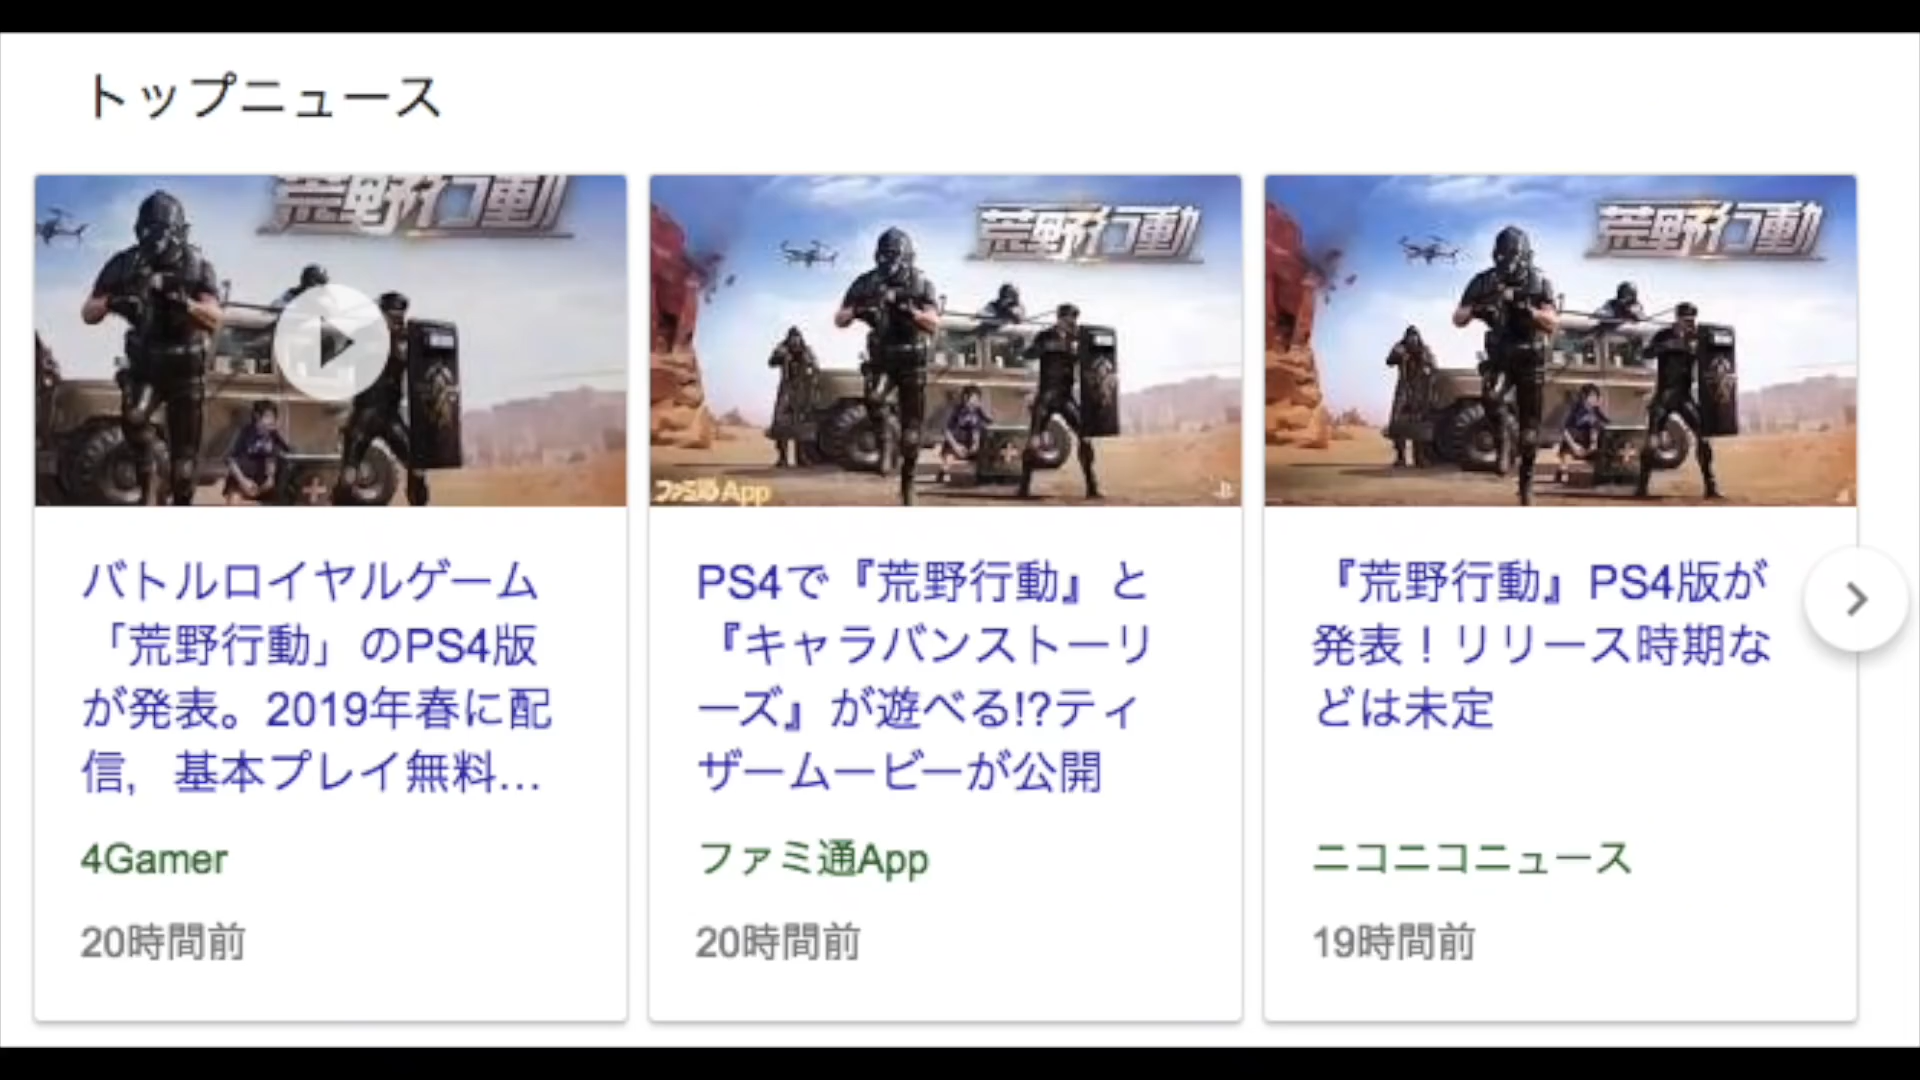 トップニュース
荒野行動
バトルロイヤルゲーム
「荒野行動」のPS4版
が発表。2019年春に配
信，基本プレイ無料...
4Gamer
20時間前
荒野行動
ファミ通App
PS4で『荒野行動』と
『キャラバンストーリ
ーズ』が遊べる!?ティ
ザームービーが公開
ファミ通App
20時間前
荒野行動
『荒野行動』PS4版が
発表！リリース時期な
どは未定
ニコニコニュース
19時間前